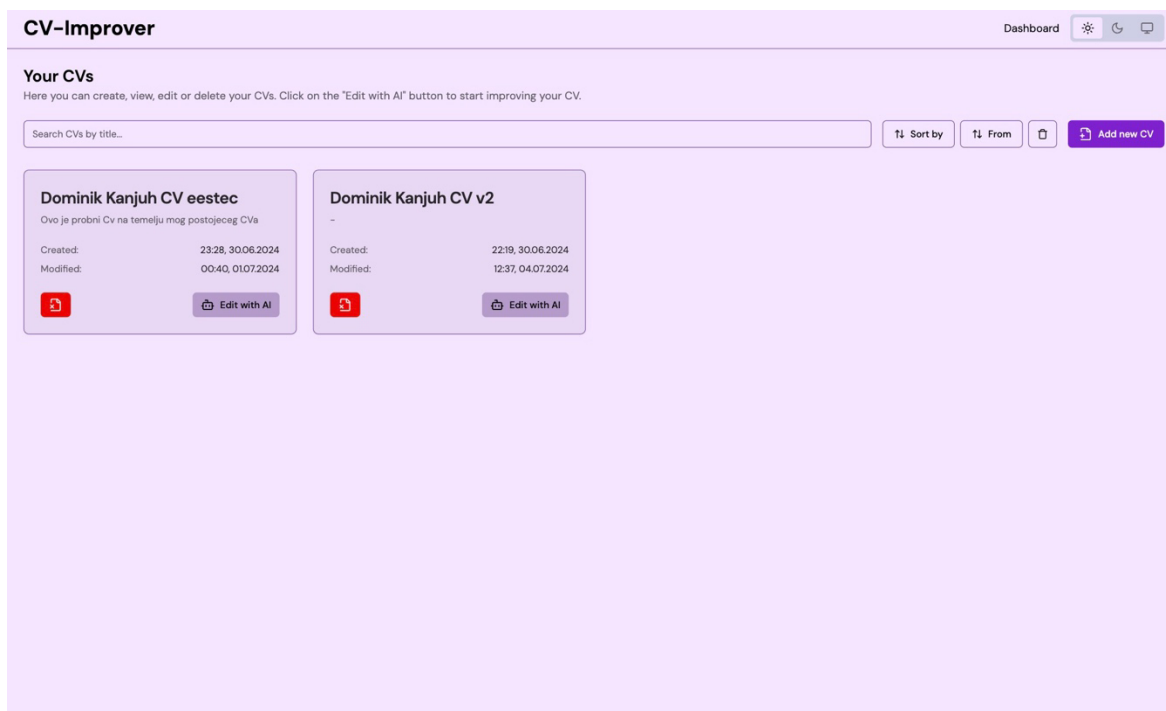 CV-Improver
Dashboard
Your CVs
Here you can create, view, edit or delete your CVs. Click on the "Edit with AI" button to start improving your CV.
Search CVs by title...
Sort by
From
Add new CV
Dominik Kanjuh CV eestec
Ovo je probni Cv na temelju mog postojeceg CVa
Created: 23:28, 30.06.2024
Modified: 00:40, 01.07.2024
Edit with AI
Dominik Kanjuh CV v2
-
Created: 22:19, 30.06.2024
Modified: 12:37, 04.07.2024
Edit with AI